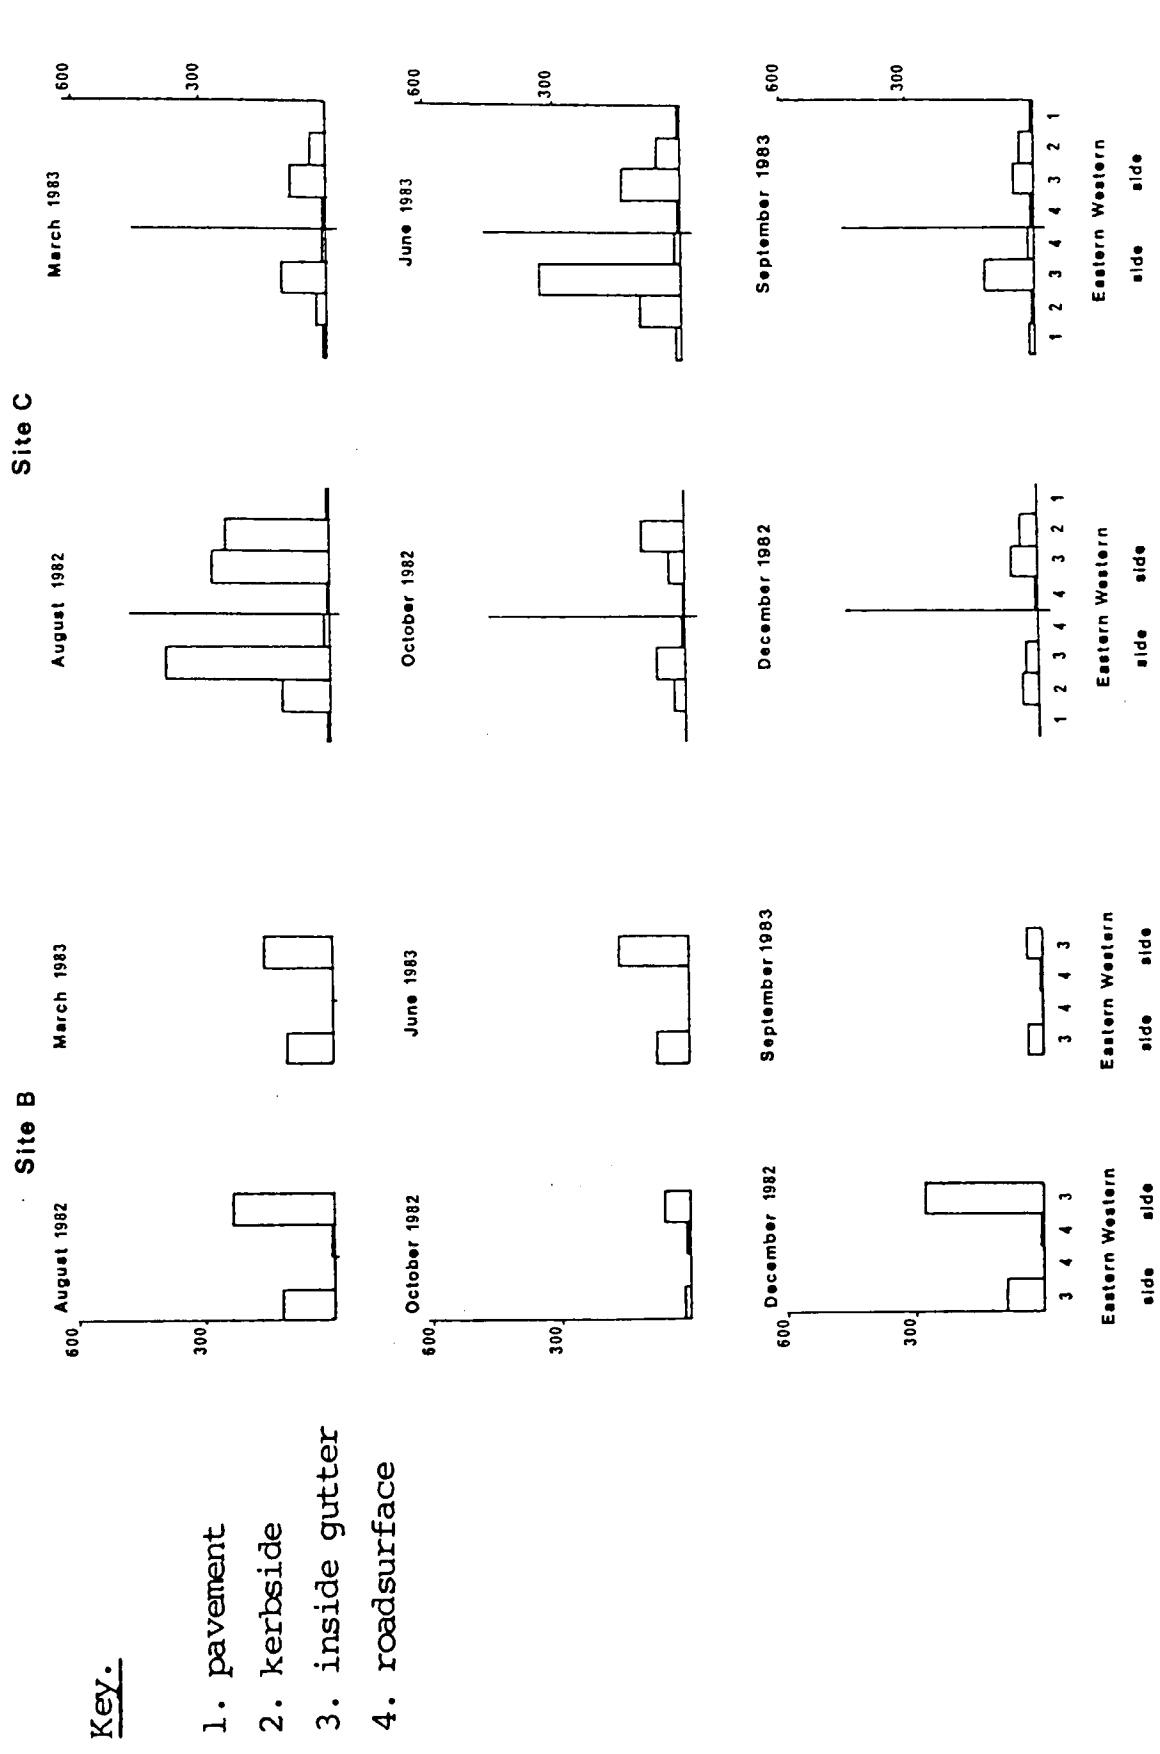 Key.
1. pavement
2. kerbside
3. inside gutter
4. roadsurface
Site B
Site C
August 1982
March 1983
August 1982
March 1983
600
300
600
300
October 1982
June 1983
October 1982
June 1983
600
300
600
300
December 1982
September 1983
December 1982
September 1983
600
300
600
300
3 4 4 3
3 4 4 3
1 2 3 4 4 3 2 1
1 2 3 4 4 3 2 1
Eastern Western
side side
Eastern Western
side side
Eastern Western
side side
Eastern Western
side side